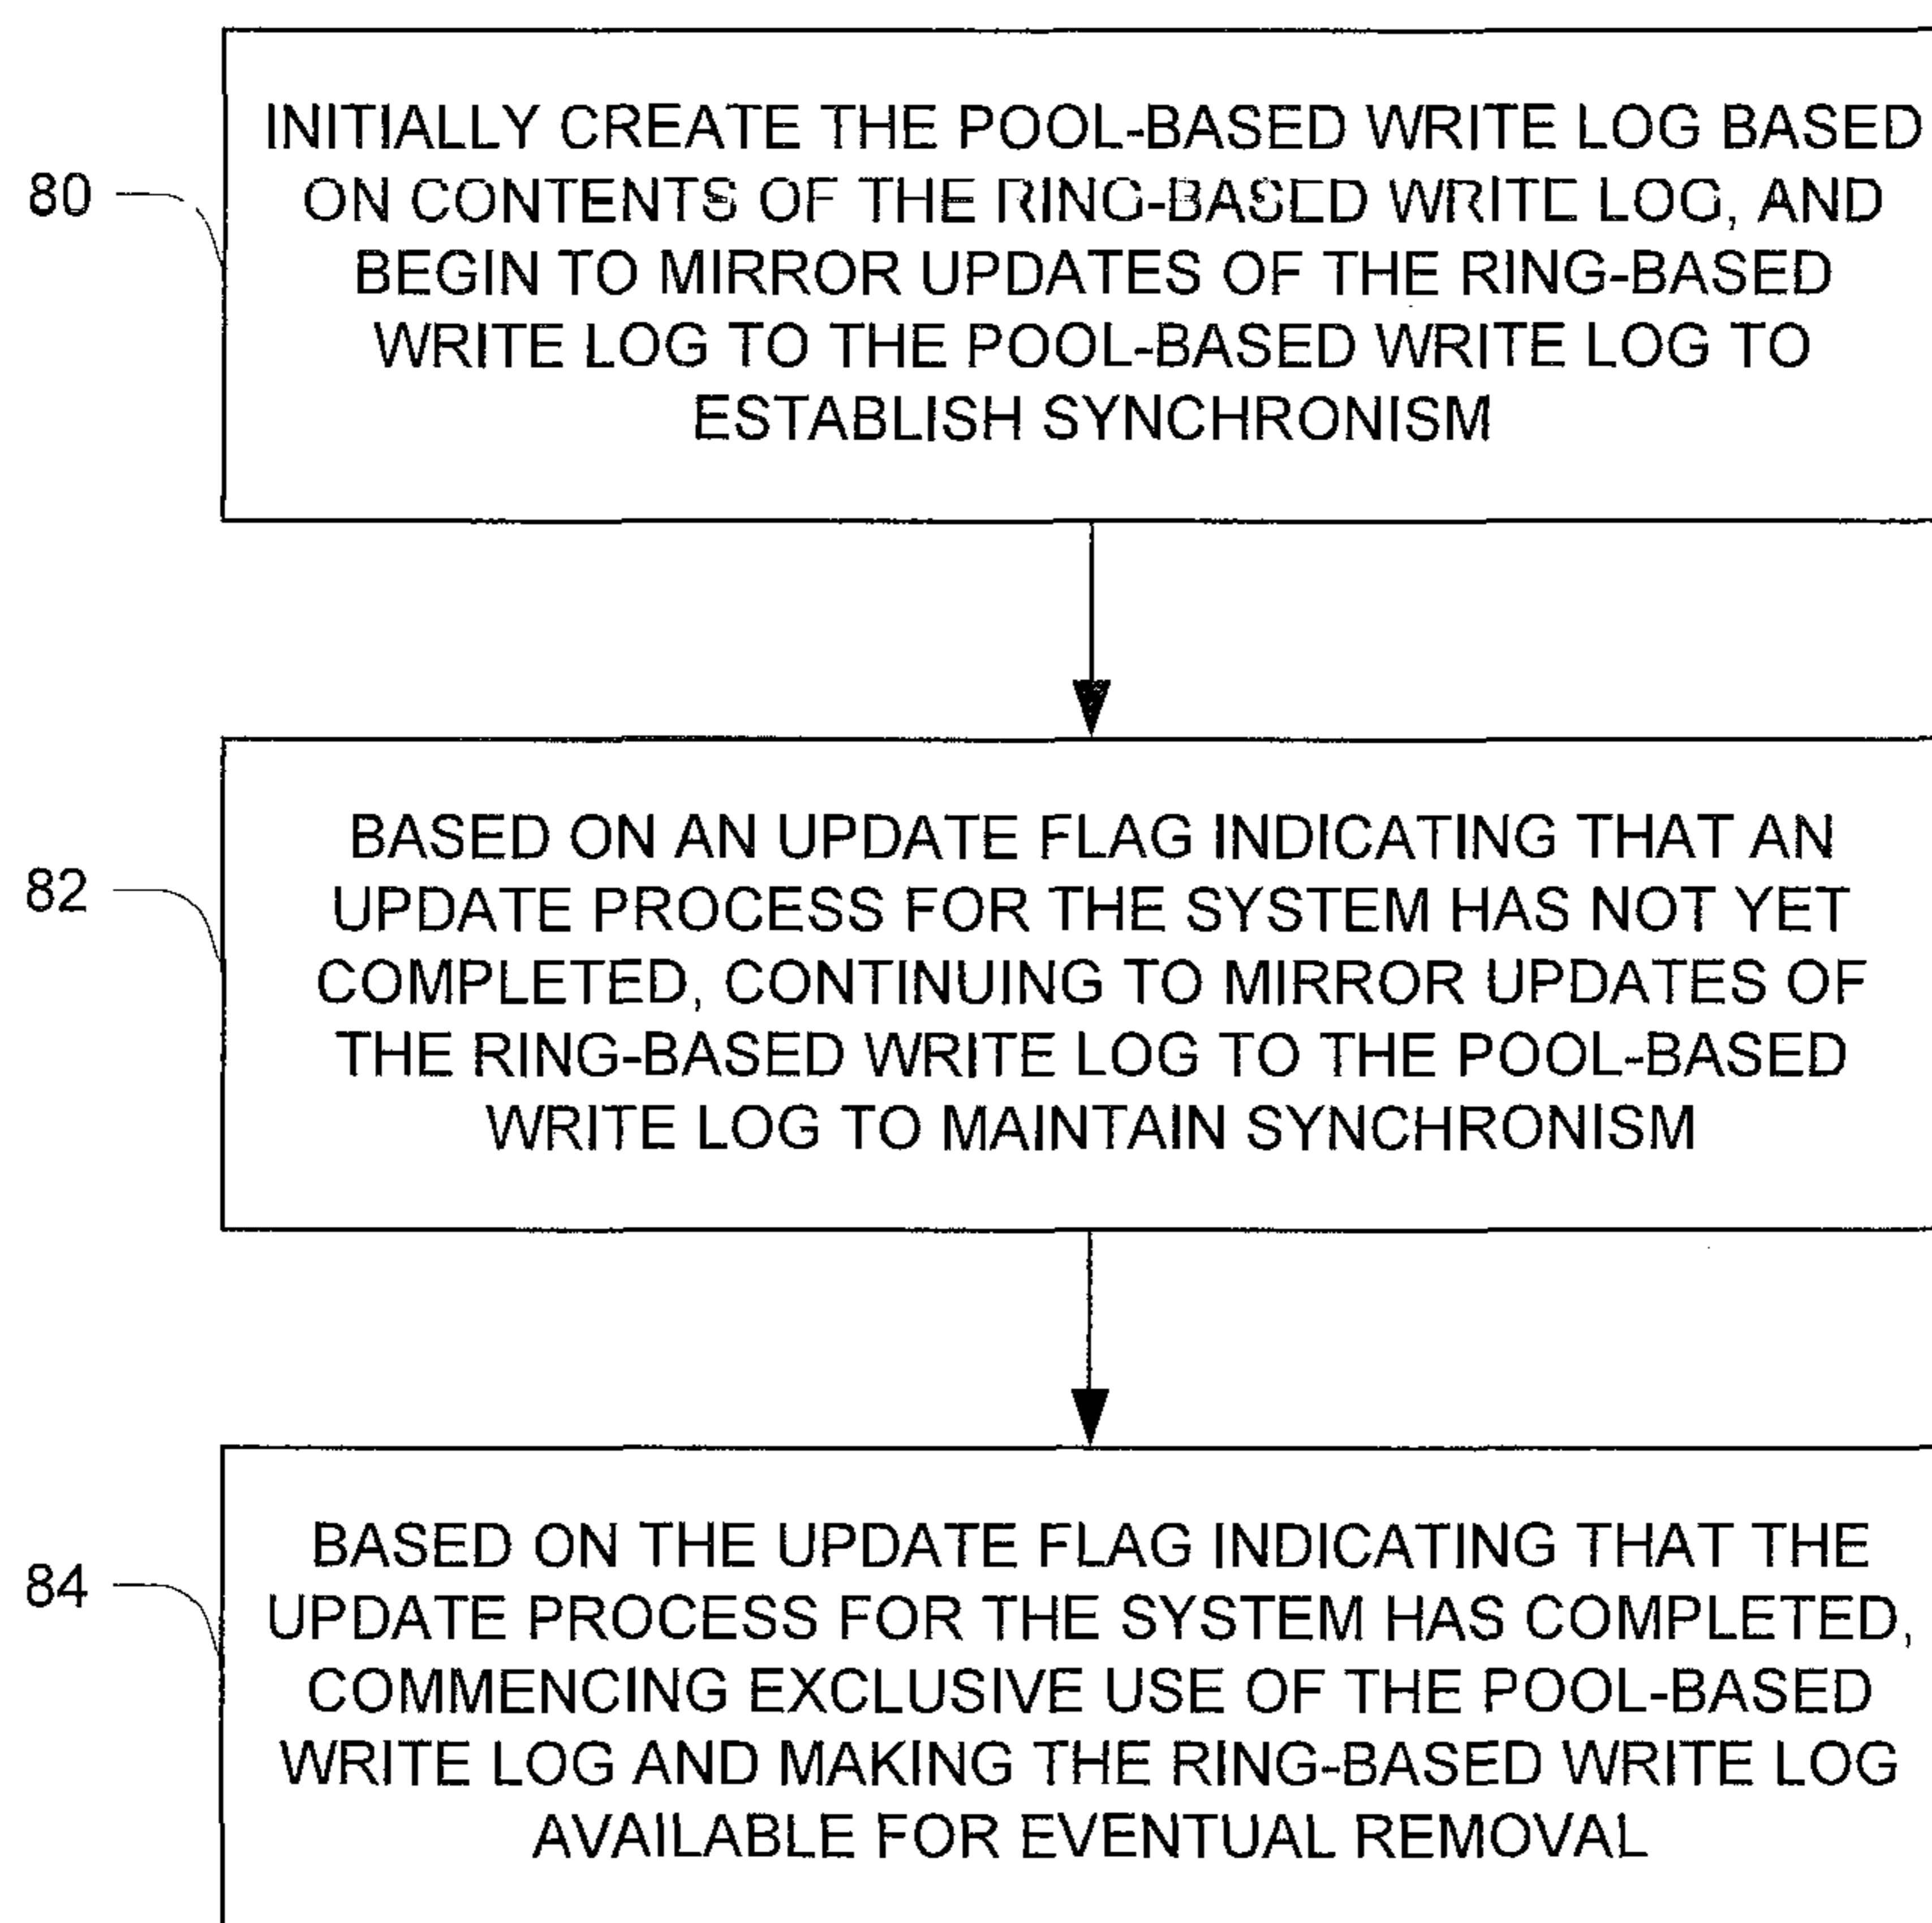 INITIALLY CREATE THE POOL-BASED WRITE LOG BASED
80
ON CONTENTS OF THE RING-BASED WRITE LOG, AND
BEGIN TO MIRROR UPDATES OF THE RING-BASED
WRITE LOG TO THE POOL-BASED WRITE LOG TO
ESTABLISH SYNCHRONISM
BASED ON AN UPDATE FLAG INDICATING THAT AN
82
UPDATE PROCESS FOR THE SYSTEM HAS NOT YET
COMPLETED, CONTINUING TO MIRROR UPDATES OF
THE RING-BASED WRITE LOG TO THE POOL-BASED
WRITE LOG TO MAINTAIN SYNCHRONISM
BASED ON THE UPDATE FLAG INDICATING THAT THE
84
UPDATE PROCESS FOR THE SYSTEM HAS COMPLETED,
COMMENCING EXCLUSIVE USE OF THE POOL-BASED
WRITE LOG AND MAKING THE RING-BASED WRITE LOG
AVAILABLE FOR EVENTUAL REMOVAL